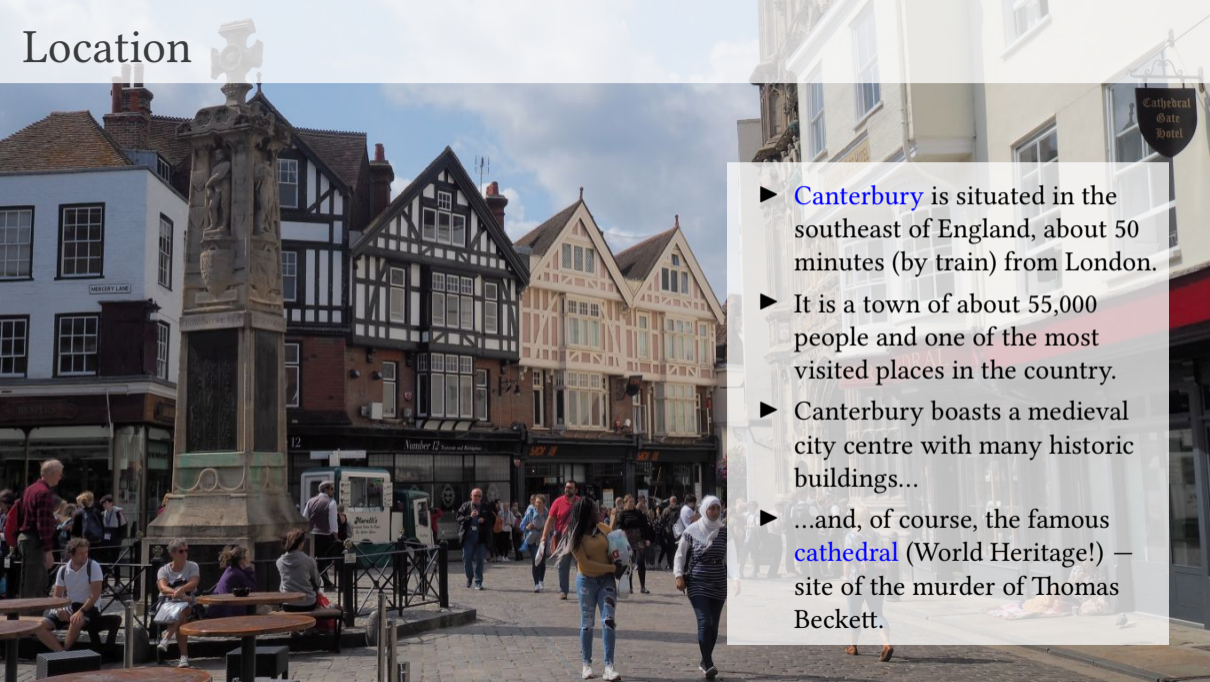 Location
Cathedral
Gate
Hotel
► Canterbury is situated in the
southeast of England, about 50
minutes (by train) from London.
► It is a town of about 55,000
people and one of the most
visited places in the country.
► Canterbury boasts a medieval
city centre with many historic
buildings…
► …and, of course, the famous
cathedral (World Heritage!) —
site of the murder of Thomas
Beckett.
MERCERY LANE
12
Number 12